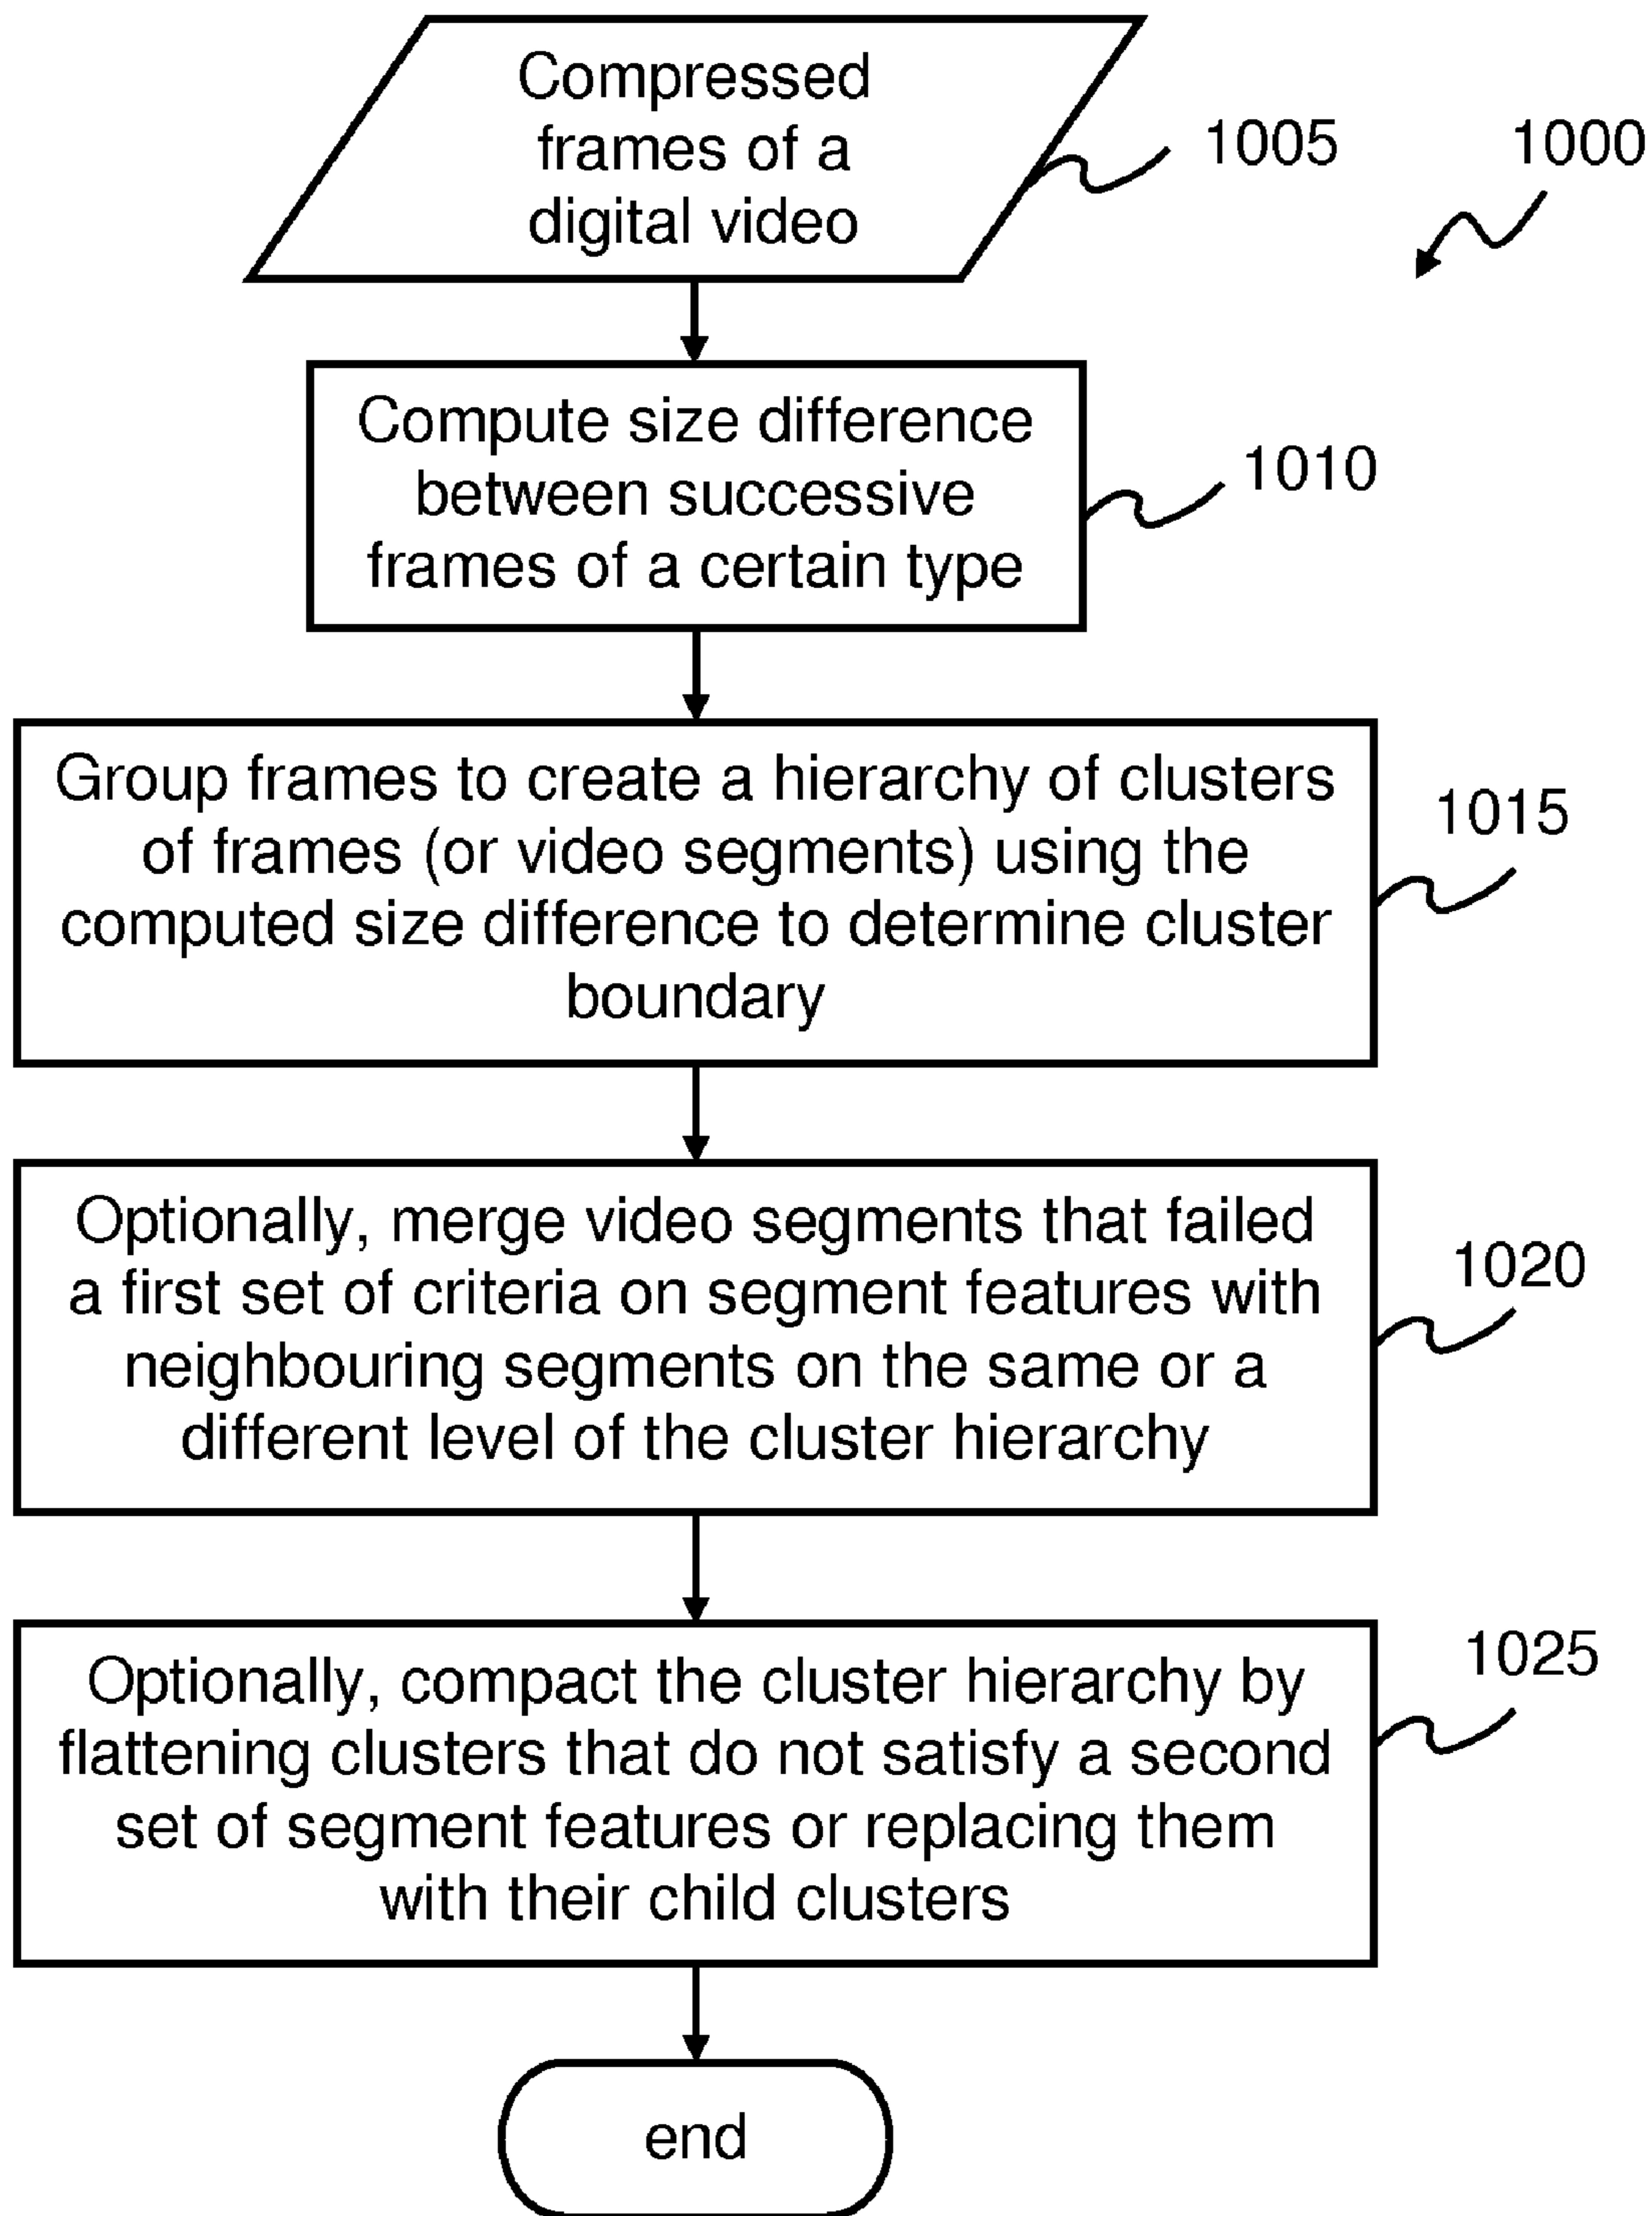 Compressed
frames of a
digital video
1005
1000
Compute size difference
between successive
frames of a certain type
1010
Group frames to create a hierarchy of clusters
of frames (or video segments) using the
computed size difference to determine cluster
boundary
1015
Optionally, merge video segments that failed
a first set of criteria on segment features with
neighbouring segments on the same or a
different level of the cluster hierarchy
1020
Optionally, compact the cluster hierarchy by
flattening clusters that do not satisfy a second
set of segment features or replacing them
with their child clusters
1025
end